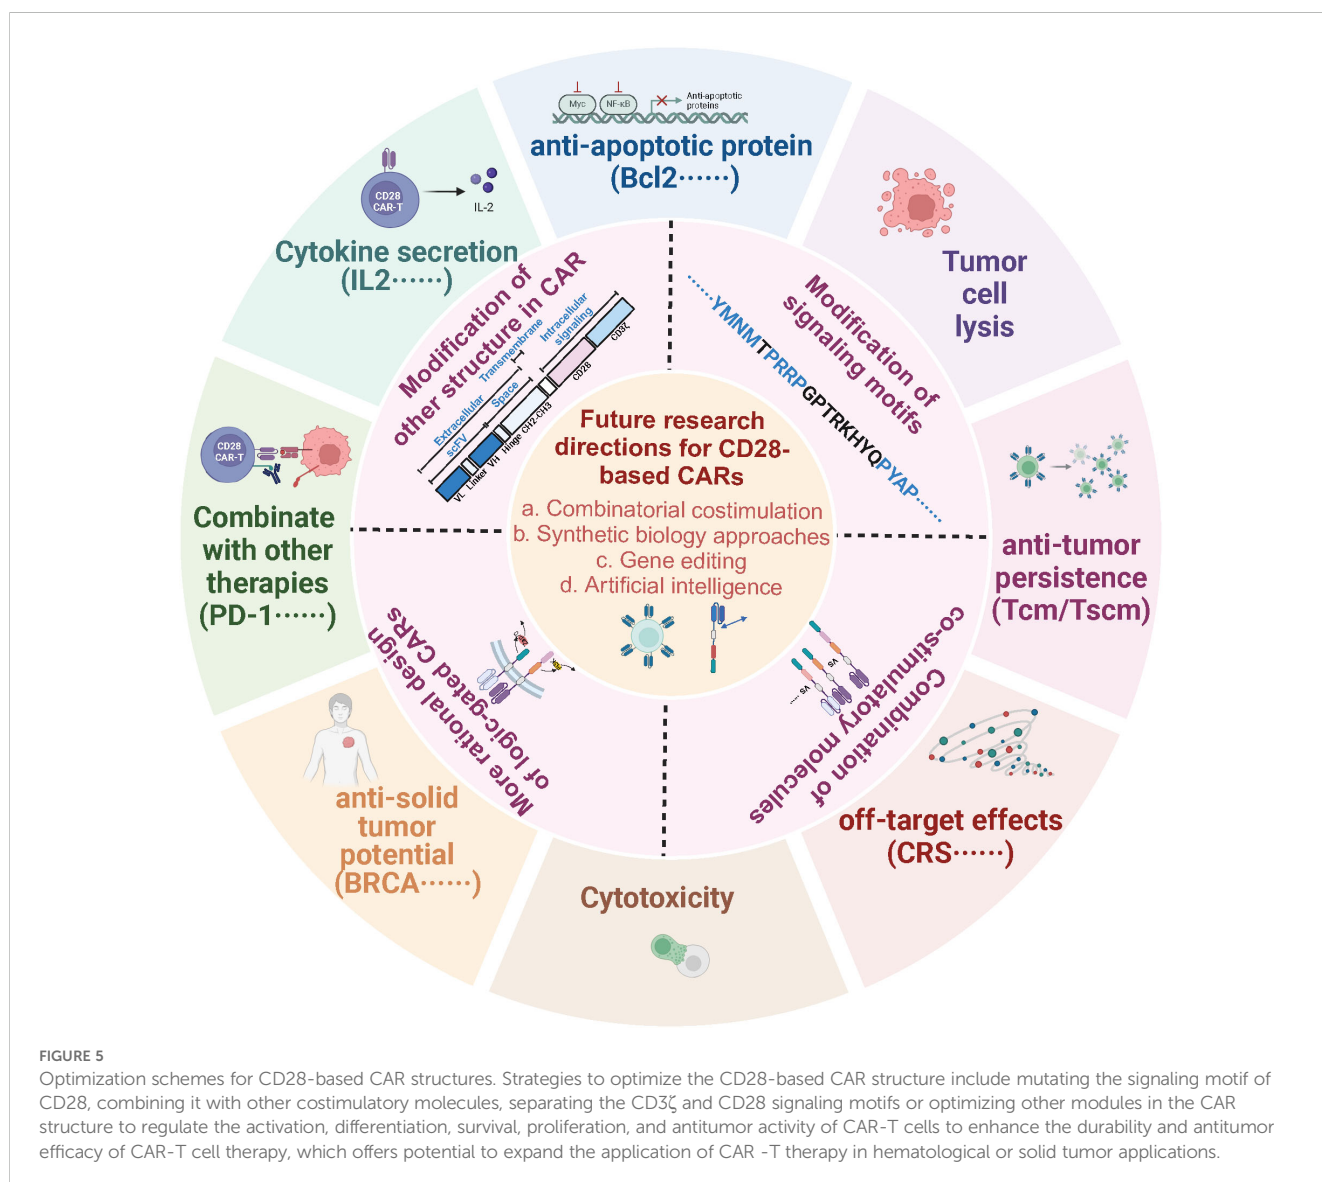 Myc
NF-κB
Anti-apoptotic
proteins
anti-apoptotic protein
(Bcl2⋯⋯)
Tumor
cell
lysis
anti-tumor
persistence
(Tcm/Tscm)
off-target effects
(CRS⋯⋯)
Cytotoxicity
anti-solid
tumor
potential
(BRCA⋯⋯)
CD28
CAR-T
Combinate
with other
therapies
(PD-1⋯⋯)
CD28
CAR-T
IL-2
Cytokine secretion
(IL2⋯⋯)
Modification of
other structure in CAR
Extracellular
Transmembrane
Intracellular
signaling
scFV
Space
VL
Linker
VH
Hinge
CH2-CH3
CD28
CD3ζ
Modification of
signaling motifs
⋯⋯YMNMTPRRPGPTRKHYQPYAP⋯⋯
Combination of
co-stimulatory molecules
VS
VS
⋯⋯
More rational design
of logic-gated CARs
Future research
directions for CD28-
based CARs
a. Combinatorial costimulation
b. Synthetic biology approaches
c. Gene editing
d. Artificial intelligence
FIGURE 5
Optimization schemes for CD28-based CAR structures. Strategies to optimize the CD28-based CAR structure include mutating the signaling motif of
CD28, combining it with other costimulatory molecules, separating the CD3ζ and CD28 signaling motifs or optimizing other modules in the CAR
structure to regulate the activation, differentiation, survival, proliferation, and antitumor activity of CAR-T cells to enhance the durability and antitumor
efficacy of CAR-T cell therapy, which offers potential to expand the application of CAR -T therapy in hematological or solid tumor applications.